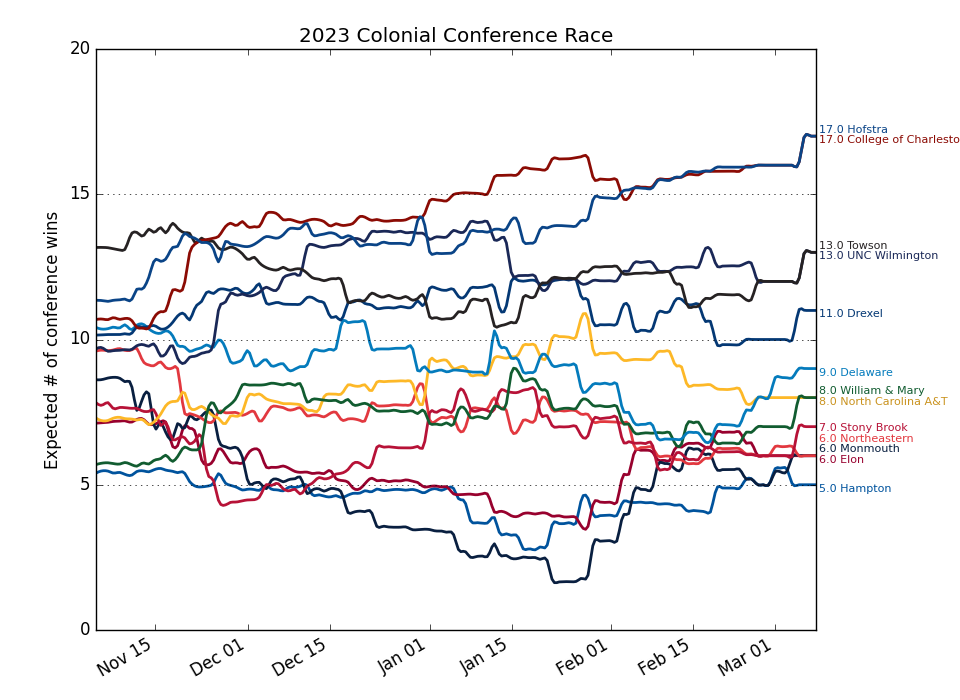 2023 Colonial Conference Race
Expected # of conference wins
20
15
10
5
0
Nov 15
Dec 01
Dec 15
Jan 01
Jan 15
Feb 01
Feb 15
Mar 01
17.0 Hofstra
17.0 College of Charlesto
13.0 Towson
13.0 UNC Wilmington
11.0 Drexel
9.0 Delaware
8.0 William & Mary
8.0 North Carolina A&T
7.0 Stony Brook
6.0 Northeastern
6.0 Monmouth
6.0 Elon
5.0 Hampton